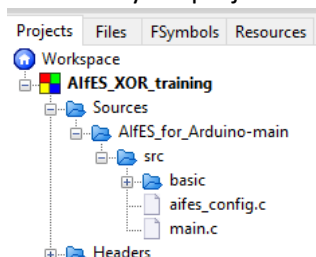 Projects Files FSymbols Resources
Workspace
AIfES_XOR_training
Sources
AIfES_for_Arduino-main
src
basic
aifes_config.c
main.c
Headers